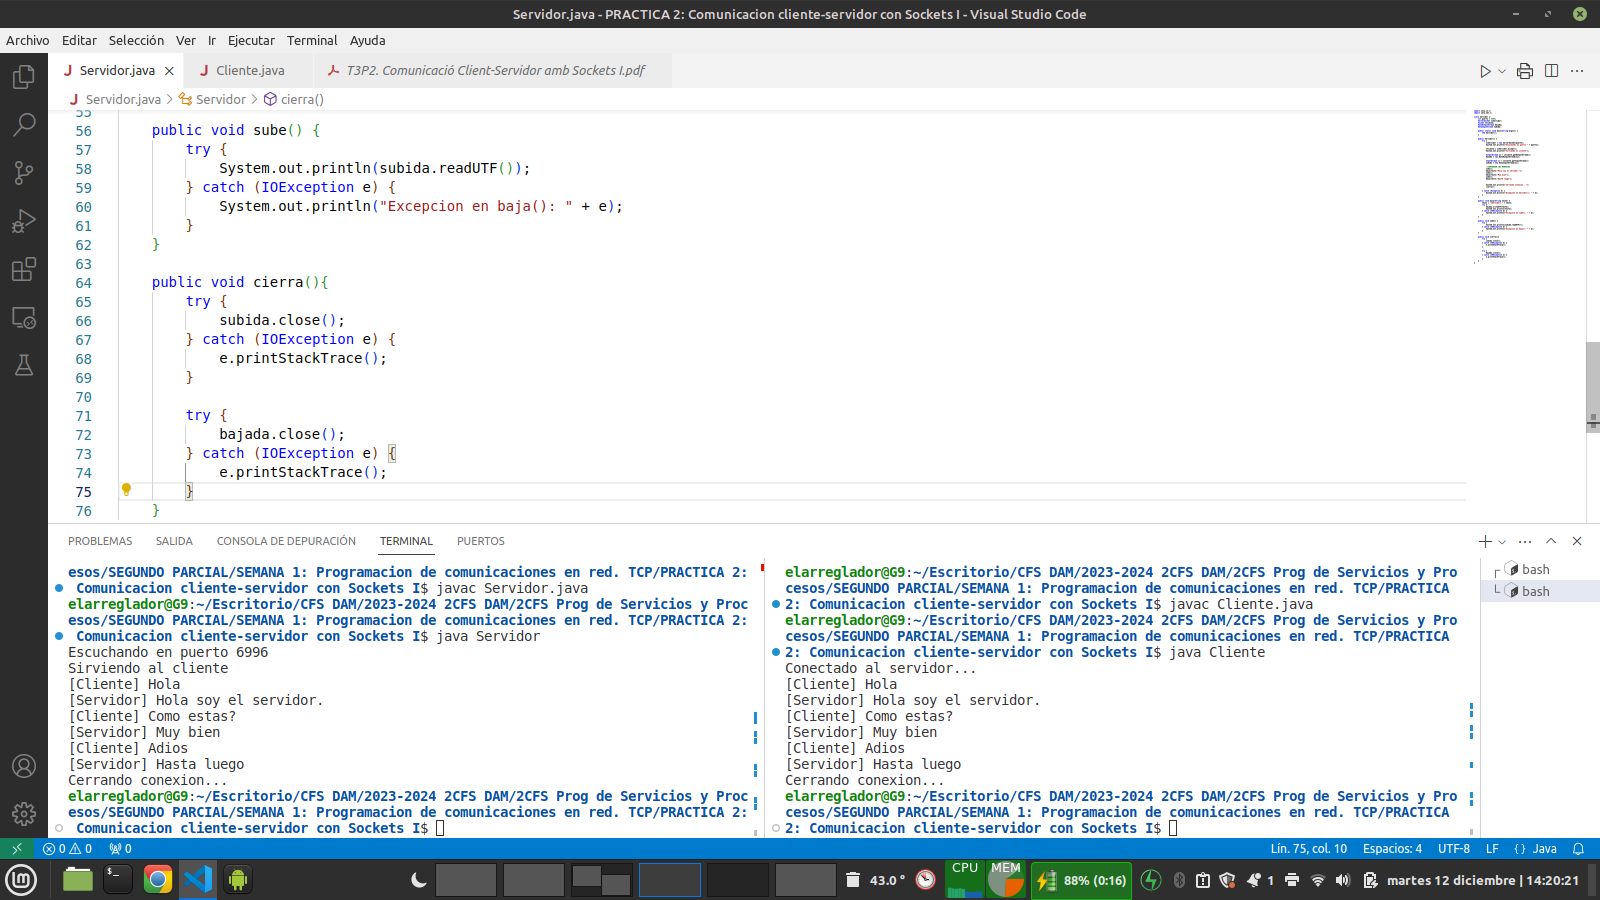 Servidor.java - PRACTICA 2: Comunicacion cliente-servidor con Sockets I - Visual Studio Code
Archivo Editar Selección Ver Ir Ejecutar Terminal Ayuda
Servidor.java Cliente.java T3P2. Comunicació Client-Servidor amb Sockets I.pdf
Servidor.java > Servidor > cierra()
55
56 public void sube() {
57 try {
58 System.out.println(subida.readUTF());
59 } catch (IOException e) {
60 System.out.println("Excepcion en baja(): " + e);
61 }
62 }
63
64 public void cierra(){
65 try {
66 subida.close();
67 } catch (IOException e) {
68 e.printStackTrace();
69 }
70
71 try {
72 bajada.close();
73 } catch (IOException e) {
74 e.printStackTrace();
75 }
76 }
PROBLEMAS SALIDA CONSOLA DE DEPURACIÓN TERMINAL PUERTOS
esos/SEGUNDO PARCIAL/SEMANA 1: Programacion de comunicaciones en red. TCP/PRACTICA 2:
Comunicacion cliente-servidor con Sockets I$ javac Servidor.java
elarreglador@G9:~/Escritorio/CFS DAM/2023-2024 2CFS DAM/2CFS Prog de Servicios y Proc
esos/SEGUNDO PARCIAL/SEMANA 1: Programacion de comunicaciones en red. TCP/PRACTICA 2:
Comunicacion cliente-servidor con Sockets I$ java Servidor
Escuchando en puerto 6996
Sirviendo al cliente
[Cliente] Hola
[Servidor] Hola soy el servidor.
[Cliente] Como estas?
[Servidor] Muy bien
[Cliente] Adios
[Servidor] Hasta luego
Cerrando conexion...
elarreglador@G9:~/Escritorio/CFS DAM/2023-2024 2CFS DAM/2CFS Prog de Servicios y Proc
esos/SEGUNDO PARCIAL/SEMANA 1: Programacion de comunicaciones en red. TCP/PRACTICA 2:
Comunicacion cliente-servidor con Sockets I$
elarreglador@G9:~/Escritorio/CFS DAM/2023-2024 2CFS DAM/2CFS Prog de Servicios y Pro
cesos/SEGUNDO PARCIAL/SEMANA 1: Programacion de comunicaciones en red. TCP/PRACTICA
2: Comunicacion cliente-servidor con Sockets I$ javac Cliente.java
elarreglador@G9:~/Escritorio/CFS DAM/2023-2024 2CFS DAM/2CFS Prog de Servicios y Pro
cesos/SEGUNDO PARCIAL/SEMANA 1: Programacion de comunicaciones en red. TCP/PRACTICA
2: Comunicacion cliente-servidor con Sockets I$ java Cliente
Conectado al servidor...
[Cliente] Hola
[Servidor] Hola soy el servidor.
[Cliente] Como estas?
[Servidor] Muy bien
[Cliente] Adios
[Servidor] Hasta luego
Cerrando conexion...
elarreglador@G9:~/Escritorio/CFS DAM/2023-2024 2CFS DAM/2CFS Prog de Servicios y Pro
cesos/SEGUNDO PARCIAL/SEMANA 1: Programacion de comunicaciones en red. TCP/PRACTICA
2: Comunicacion cliente-servidor con Sockets I$
bash
bash
0 0 0 Lín. 75, col. 10 Espacios: 4 UTF-8 LF {} Java
43.0 ° CPU MEM 88% (0:16) 1 martes 12 diciembre | 14:20:21